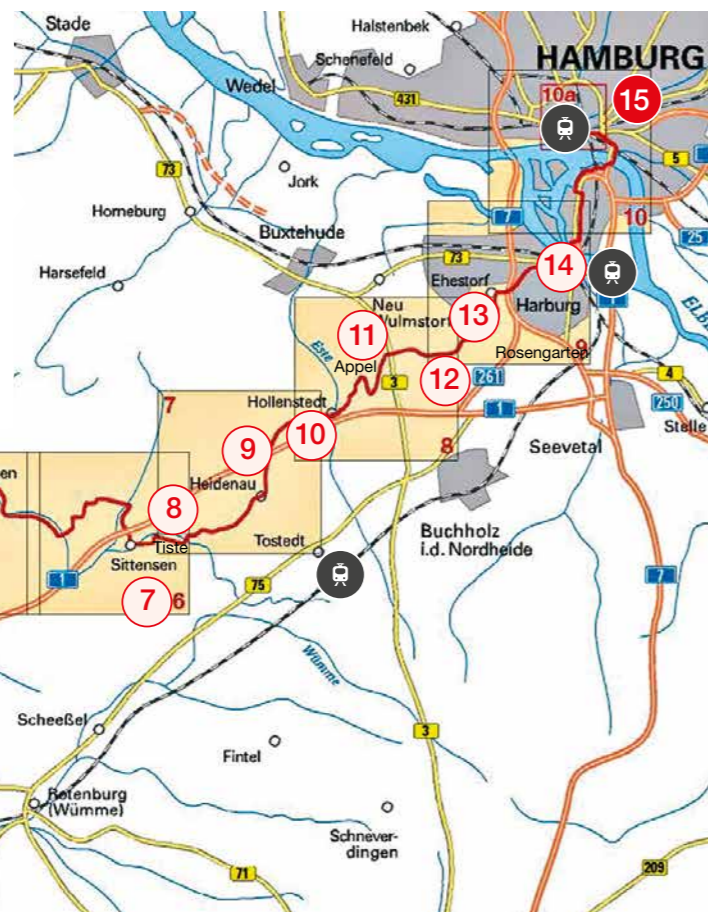 Stade
Halstenbek
Schenefeld
HAMBURG
Wedel
431
10a
15
73
Jork
5
Horneburg
7
10
25
Buxtehude
73
14
Harsefeld
Ehestorf
1
Neu
Wulmstorf
Harburg
ELBE
11
13
Este
Appel
Rosengarten
9
12
261
4
3
7
Hollenstedt
1
250
Stelle
10
8
Seevetal
9
en
Heidenau
8
Buchholz
i.d. Nordheide
Tiste
Tostedt
Sittensen
1
75
7
7
6
Wümme
Scheeßel
3
Fintel
Rotenburg
(Wümme)
Schnever-
dingen
71
209